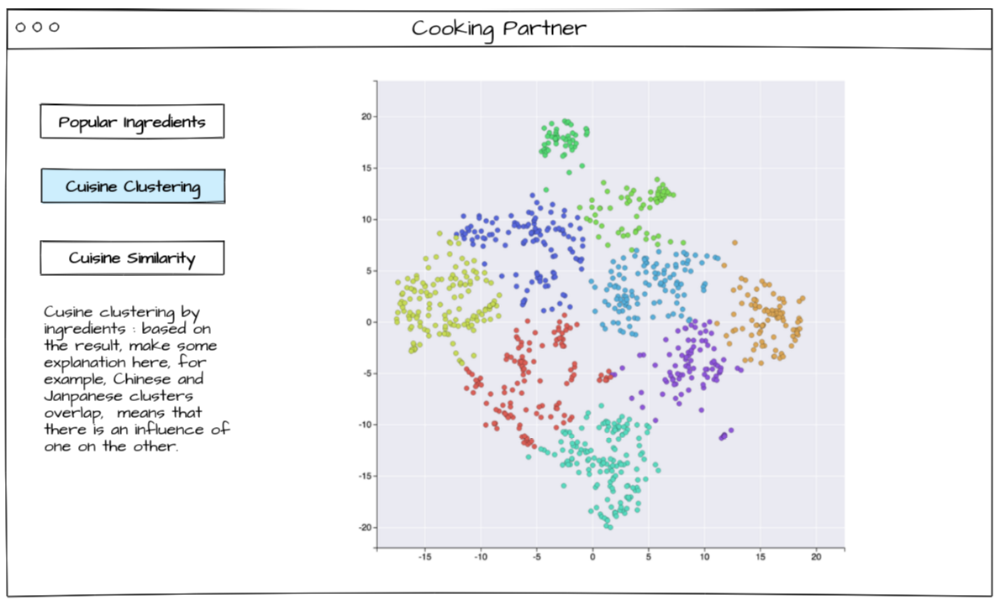 Cooking Partner
Popular Ingredients
Cuisine Clustering
Cuisine Similarity
Cusine clustering by
ingredients : based on
the result, make some
explanation here, for
example, Chinese and
Janpanese clusters
overlap, means that
there is an influence of
one on the other.
20
15
10
5
0
-5
-10
-15
-20
-15 -10 -5 0 5 10 15 20